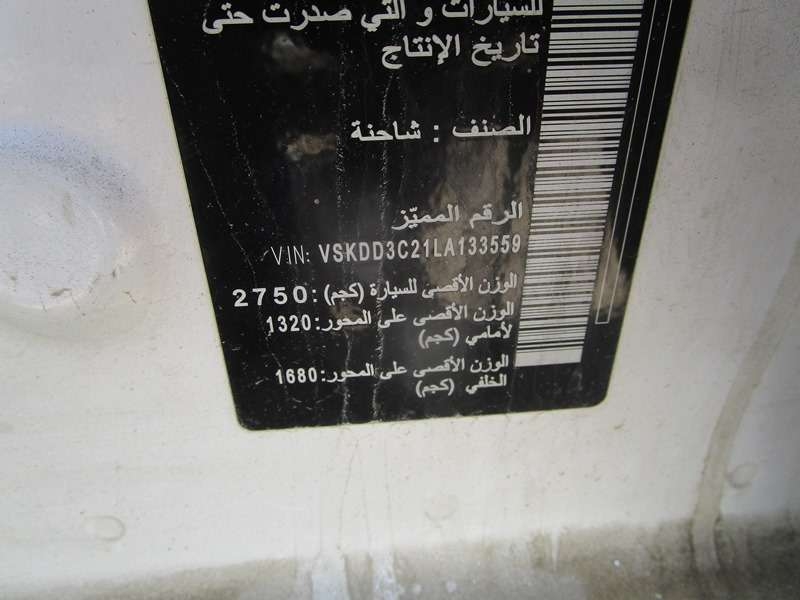 للسيارات و التي صدرت حتى
تاريخ الإنتاج
الصنف : شاحنة
الرقم المميّز
VIN: VSKDD3C21LA133559
الوزن الأقصى للسيارة (كجم): 2750
الوزن الأقصى على المحور: 1320
لأمامي (كجم)
الوزن الأقصى على المحور: 1680
الخلفي (كجم)